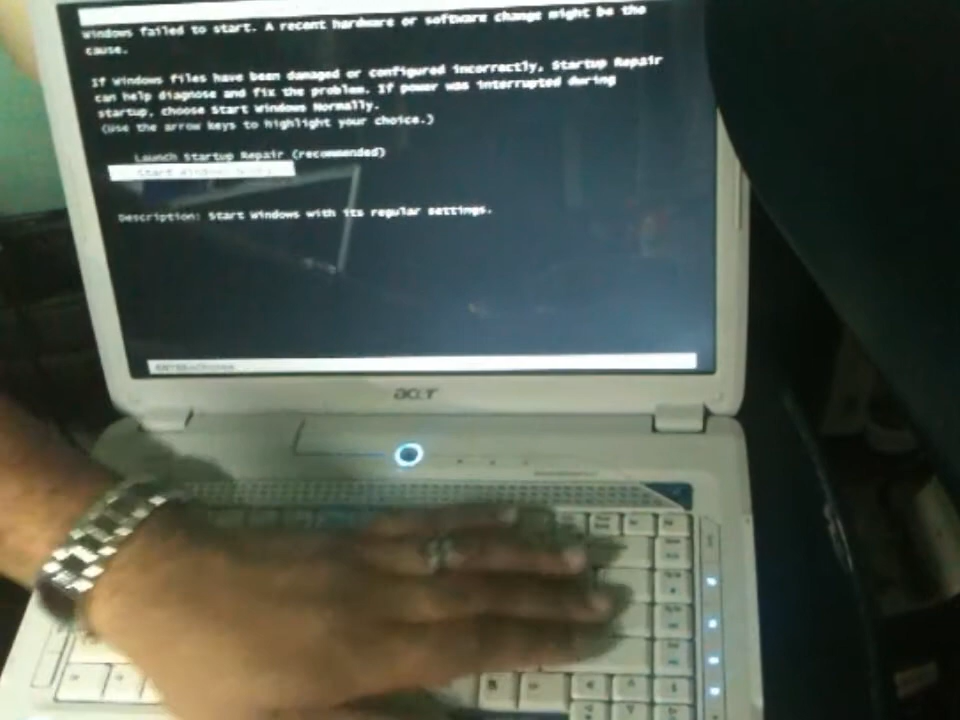 Windows failed to start. A recent hardware or software change might be the
cause.
If Windows files have been damaged or configured incorrectly, Startup Repair
can help diagnose and fix the problem. If power was interrupted during
startup, choose Start Windows Normally.
(Use the arrow keys to highlight your choice.)
Launch Startup Repair (recommended)
Start Windows
Description: Start Windows with its regular settings.
acer